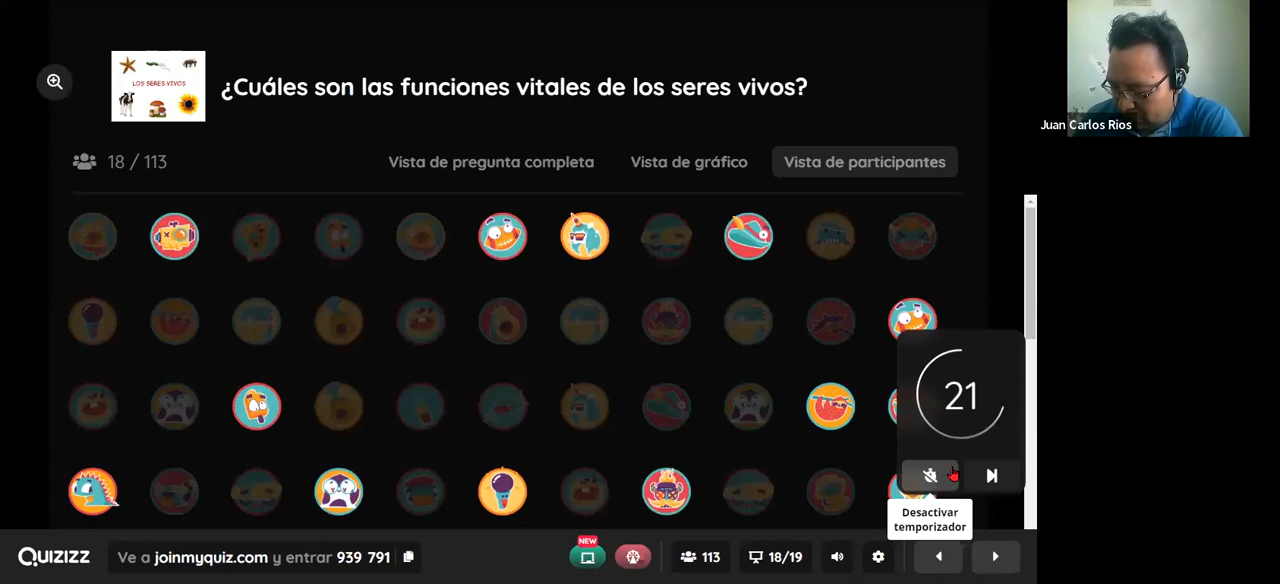 LOS SERES VIVOS
¿Cuáles son las funciones vitales de los seres vivos?
Juan Carlos Rios
18 / 113
Vista de pregunta completa
Vista de gráfico
Vista de participantes
21
Desactivar
temporizador
QUIZIZZ
Ve a joinmyquiz.com y entrar 939 791
NEW
113
18/19